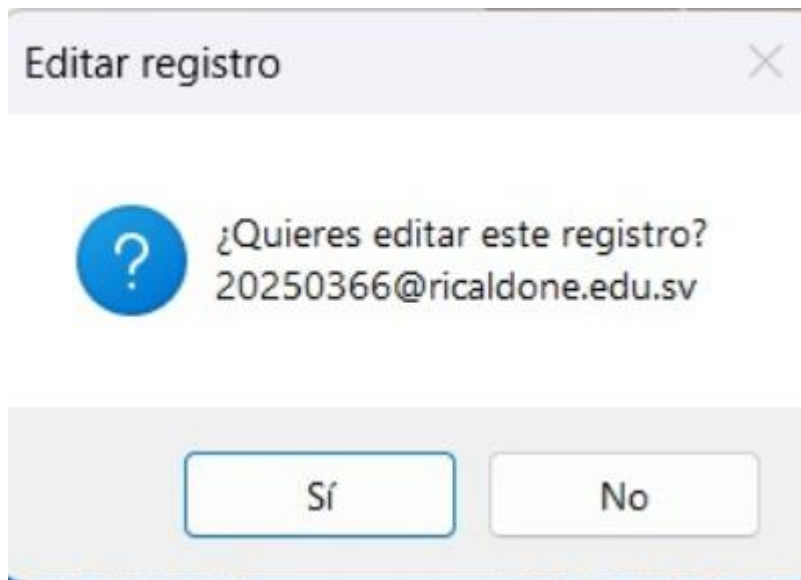 Editar registro
¿Quieres editar este registro?
20250366@ricaldone.edu.sv
Sí
No